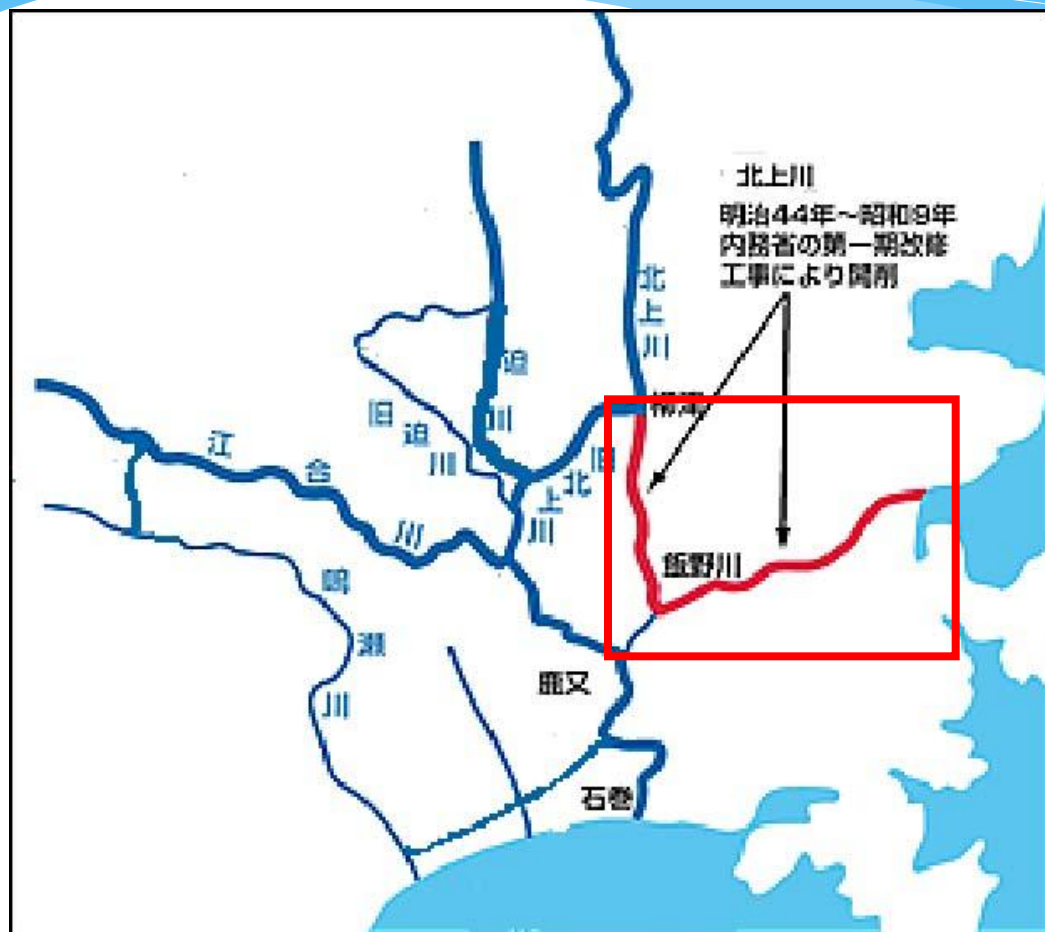 北上川
明治44年～昭和9年
内務省の第一期改修
工事により開削
北上川
迫川
旧迫川
柳津
旧北上川
江合川
飯野川
鳴瀬川
鹿又
石巻